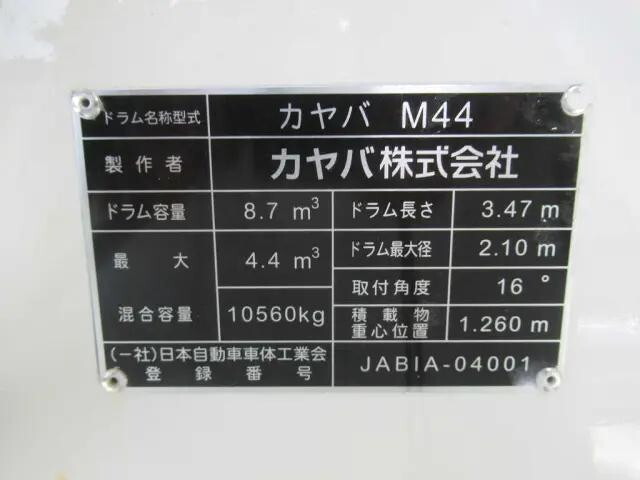 ドラム名称型式 カヤバ M44
製作者 カヤバ株式会社
ドラム容量 8.7 m³ ドラム長さ 3.47 m
最大 4.4 m³ ドラム最大径 2.10 m
混合容量 10560kg 取付角度 16°
積載物
重心位置 1.260 m
(一社)日本自動車車体工業会
登録番号 JABIA-04001